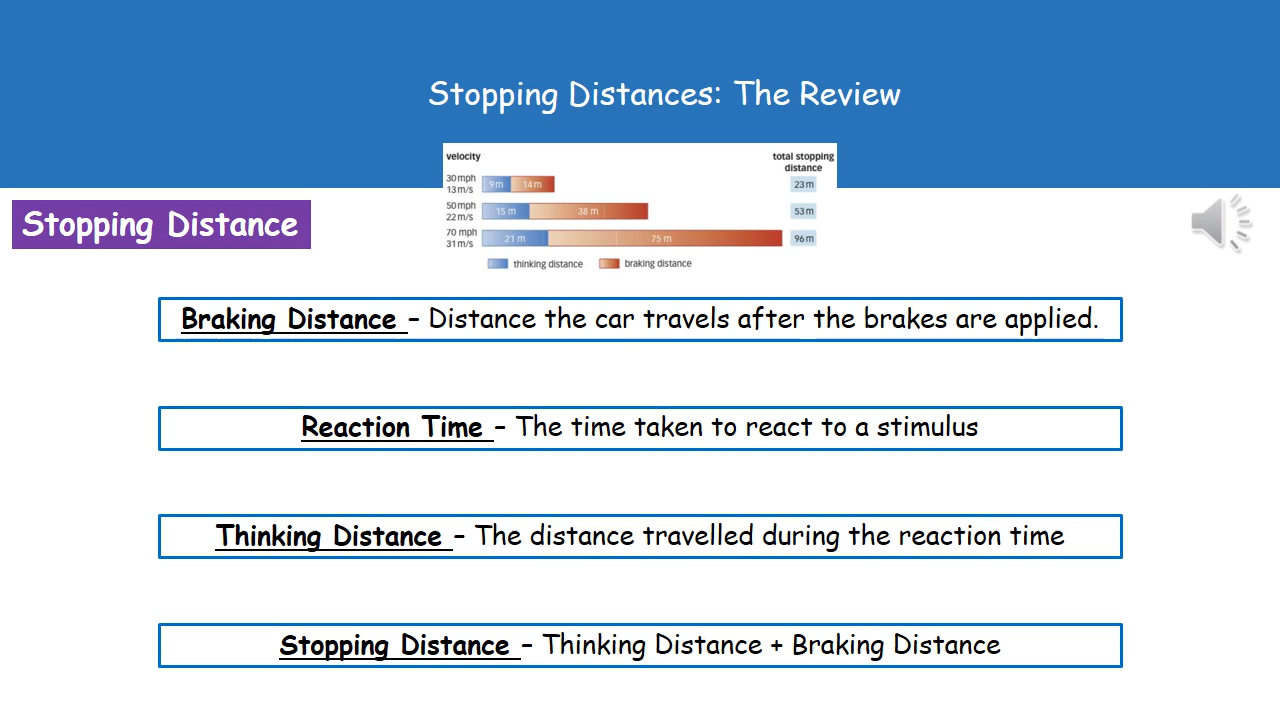 Stopping Distances: The Review
velocity
total stopping
distance
30 mph
13 m/s
9 m
14 m
23 m
50 mph
22 m/s
15 m
38 m
53 m
70 mph
31 m/s
21 m
75 m
96 m
thinking distance
braking distance
Stopping Distance
Braking Distance – Distance the car travels after the brakes are applied.
Reaction Time – The time taken to react to a stimulus
Thinking Distance – The distance travelled during the reaction time
Stopping Distance – Thinking Distance + Braking Distance